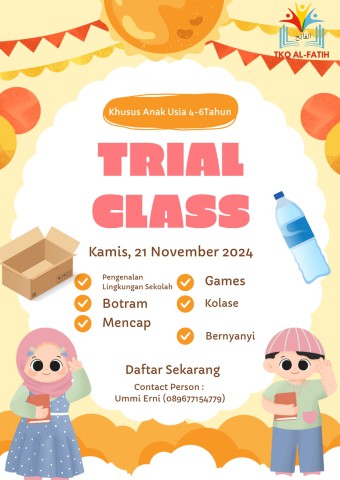 الفاتح
TKQ AL-FATIH
Khusus Anak Usia 4-6Tahun
TRIAL
CLASS
Kamis, 21 November 2024
Pengenalan
Lingkungan Sekolah
Games
Botram
Kolase
Mencap
Bernyanyi
Daftar Sekarang
Contact Person :
Ummi Erni (089677154779)